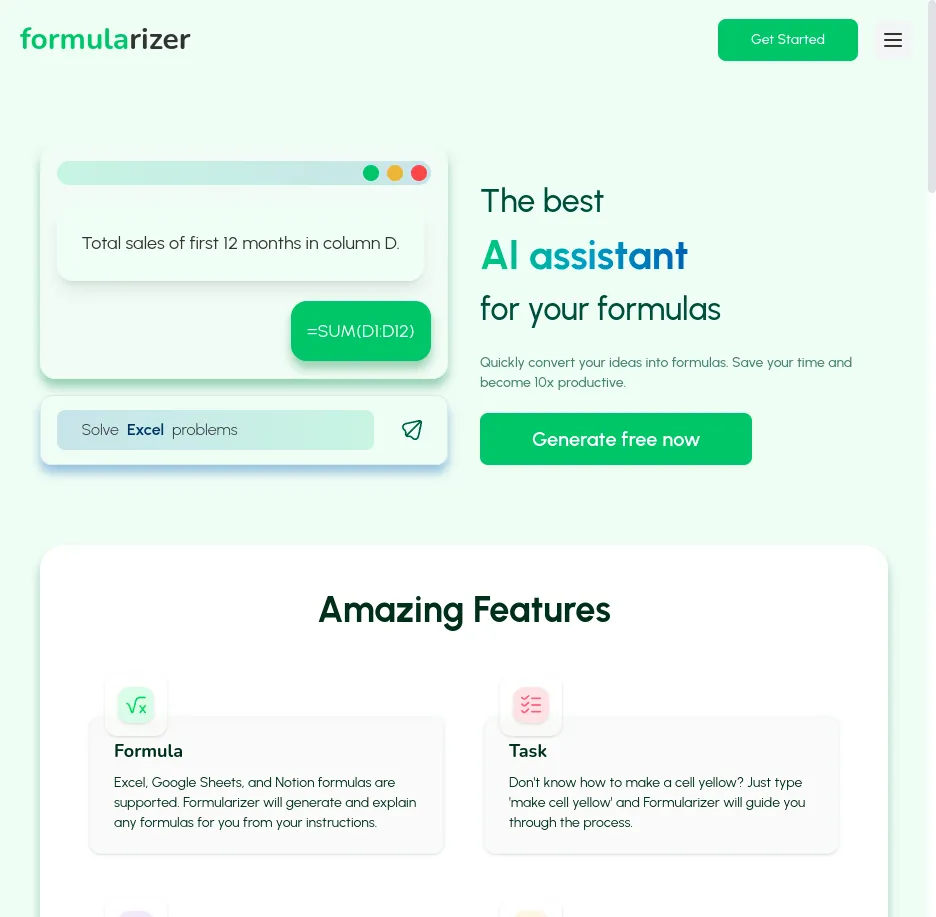 formularizer
Get Started
Total sales of first 12 months in column D.
=SUM(D1:D12)
Solve Excel problems
The best
AI assistant
for your formulas
Quickly convert your ideas into formulas. Save your time and
become 10x productive.
Generate free now
Amazing Features
Formula
Excel, Google Sheets, and Notion formulas are
supported. Formularizer will generate and explain
any formulas for you from your instructions.
Task
Don't know how to make a cell yellow? Just type
'make cell yellow' and Formularizer will guide you
through the process.